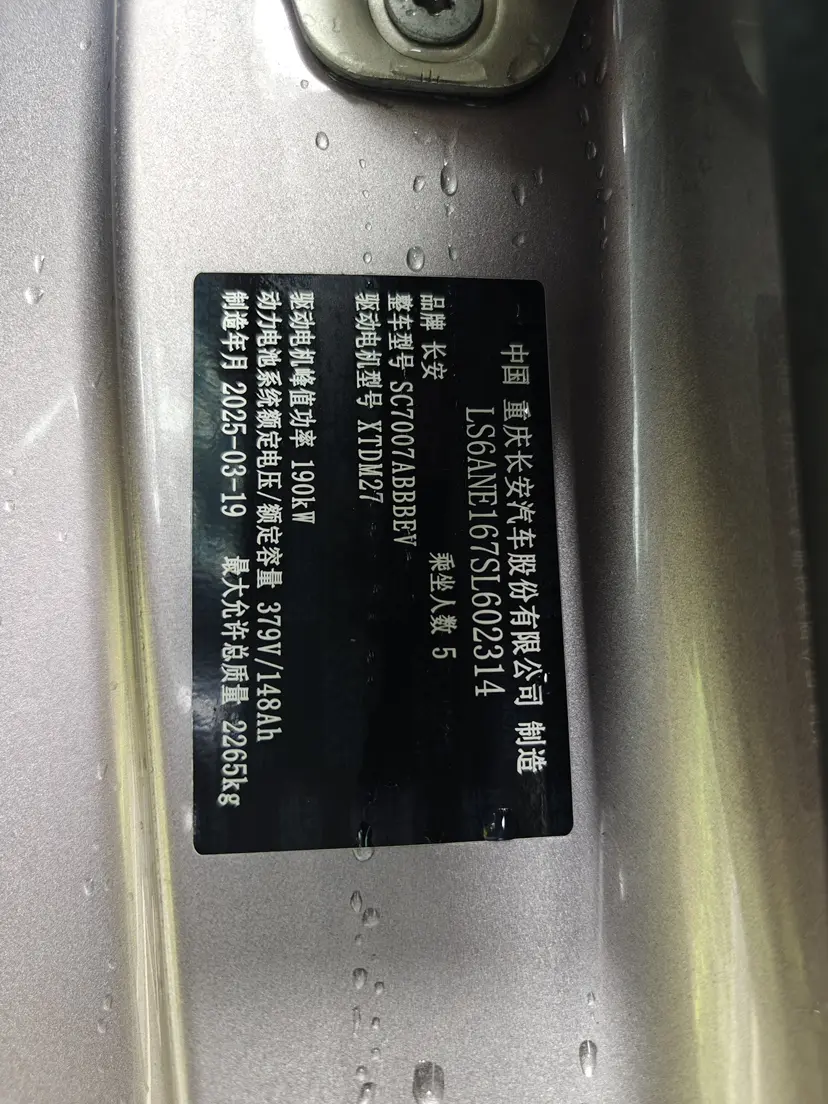 中国 重庆长安汽车股份有限公司 制造
LS6ANE167SL602314
品牌 长安 乘坐人数 5
整车型号 SC7007ABBBEV
驱动电机型号 XTDM27
驱动电机峰值功率 190kW
动力电池系统额定电压/额定容量 379V/148Ah
制造年月 2025-03-19 最大允许总质量 2265kg